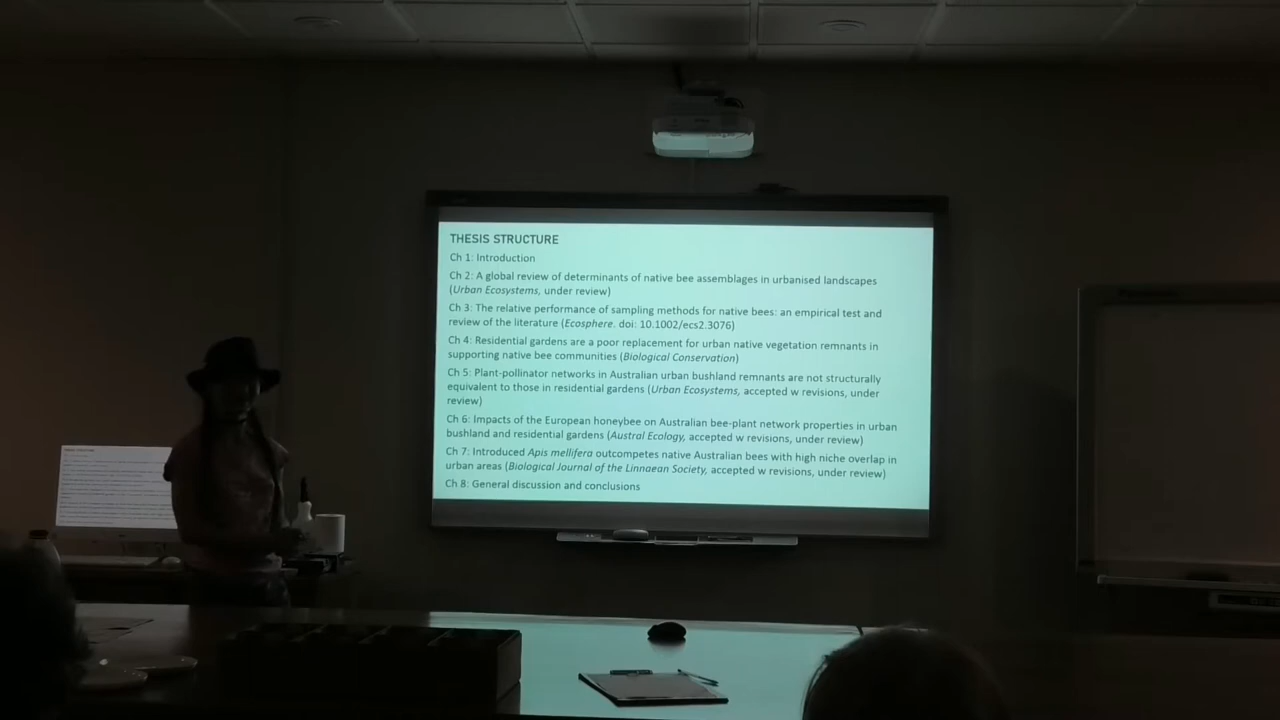 THESIS STRUCTURE
Ch 1: Introduction
Ch 2: A global review of determinants of native bee assemblages in urbanised landscapes
(Urban Ecosystems, under review)
Ch 3: The relative performance of sampling methods for native bees: an empirical test and
review of the literature (Ecosphere. doi: 10.1002/ecs2.3076)
Ch 4: Residential gardens are a poor replacement for urban native vegetation remnants in
supporting native bee communities (Biological Conservation)
Ch 5: Plant-pollinator networks in Australian urban bushland remnants are not structurally
equivalent to those in residential gardens (Urban Ecosystems, accepted w revisions, under
review)
Ch 6: Impacts of the European honeybee on Australian bee-plant network properties in urban
bushland and residential gardens (Austral Ecology, accepted w revisions, under review)
Ch 7: Introduced Apis mellifera outcompetes native Australian bees with high niche overlap in
urban areas (Biological Journal of the Linnaean Society, accepted w revisions, under review)
Ch 8: General discussion and conclusions